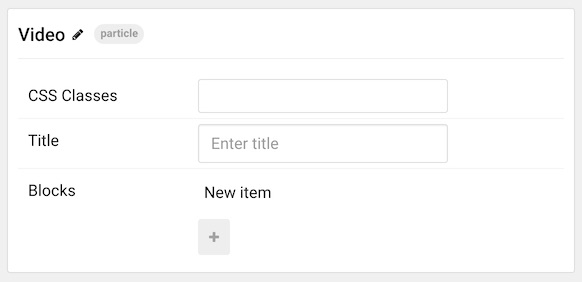 Video particle
CSS Classes
Title Enter title
Blocks New item
+